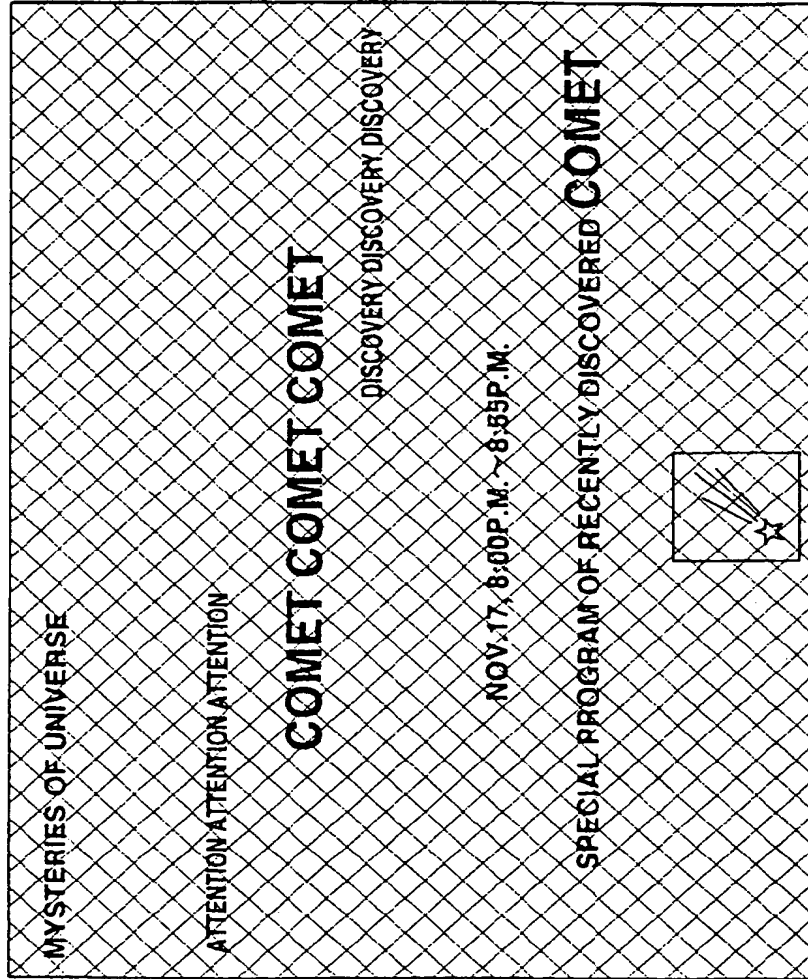 MYSTERIES OF UNIVERSE
ATTENTION ATTENTION ATTENTION
COMET COMET COMET
DISCOVERY DISCOVERY DISCOVERY
NOV.17, 8:00P.M.~8:55P.M.
SPECIAL PROGRAM OF RECENTLY DISCOVERED COMET